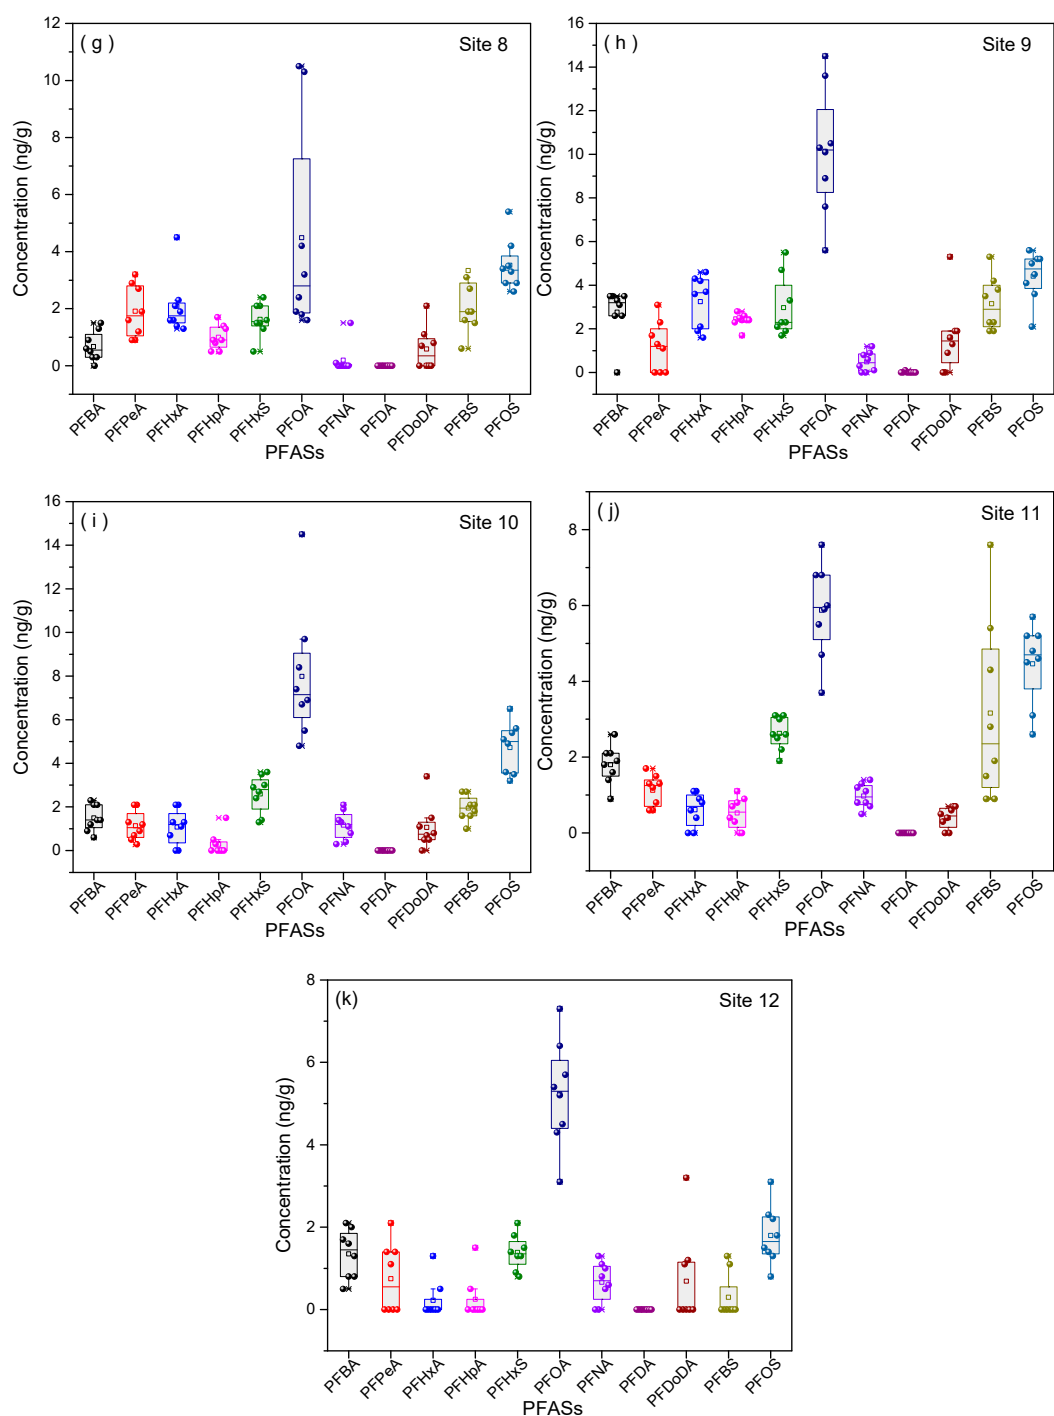 ( g )
Site 8
Concentration (ng/g)
12
10
8
6
4
2
0
PFBA PFPeA PFHxA PFHpA PFHxS PFOA PFNA PFDA PFDoDA PFBS PFOS
PFASs
( h )
Site 9
Concentration (ng/g)
16
14
12
10
8
6
4
2
0
PFBA PFPeA PFHxA PFHpA PFHxS PFOA PFNA PFDA PFDoDA PFBS PFOS
PFASs
( i )
Site 10
Concentration (ng/g)
16
14
12
10
8
6
4
2
0
PFBA PFPeA PFHxA PFHpA PFHxS PFOA PFNA PFDA PFDoDA PFBS PFOS
PFASs
( j)
Site 11
Concentration (ng/g)
8
6
4
2
0
PFBA PFPeA PFHxA PFHpA PFHxS PFOA PFNA PFDA PFDoDA PFBS PFOS
PFASs
(k)
Site 12
Concentration (ng/g)
8
6
4
2
0
PFBA PFPeA PFHxA PFHpA PFHxS PFOA PFNA PFDA PFDoDA PFBS PFOS
PFASs